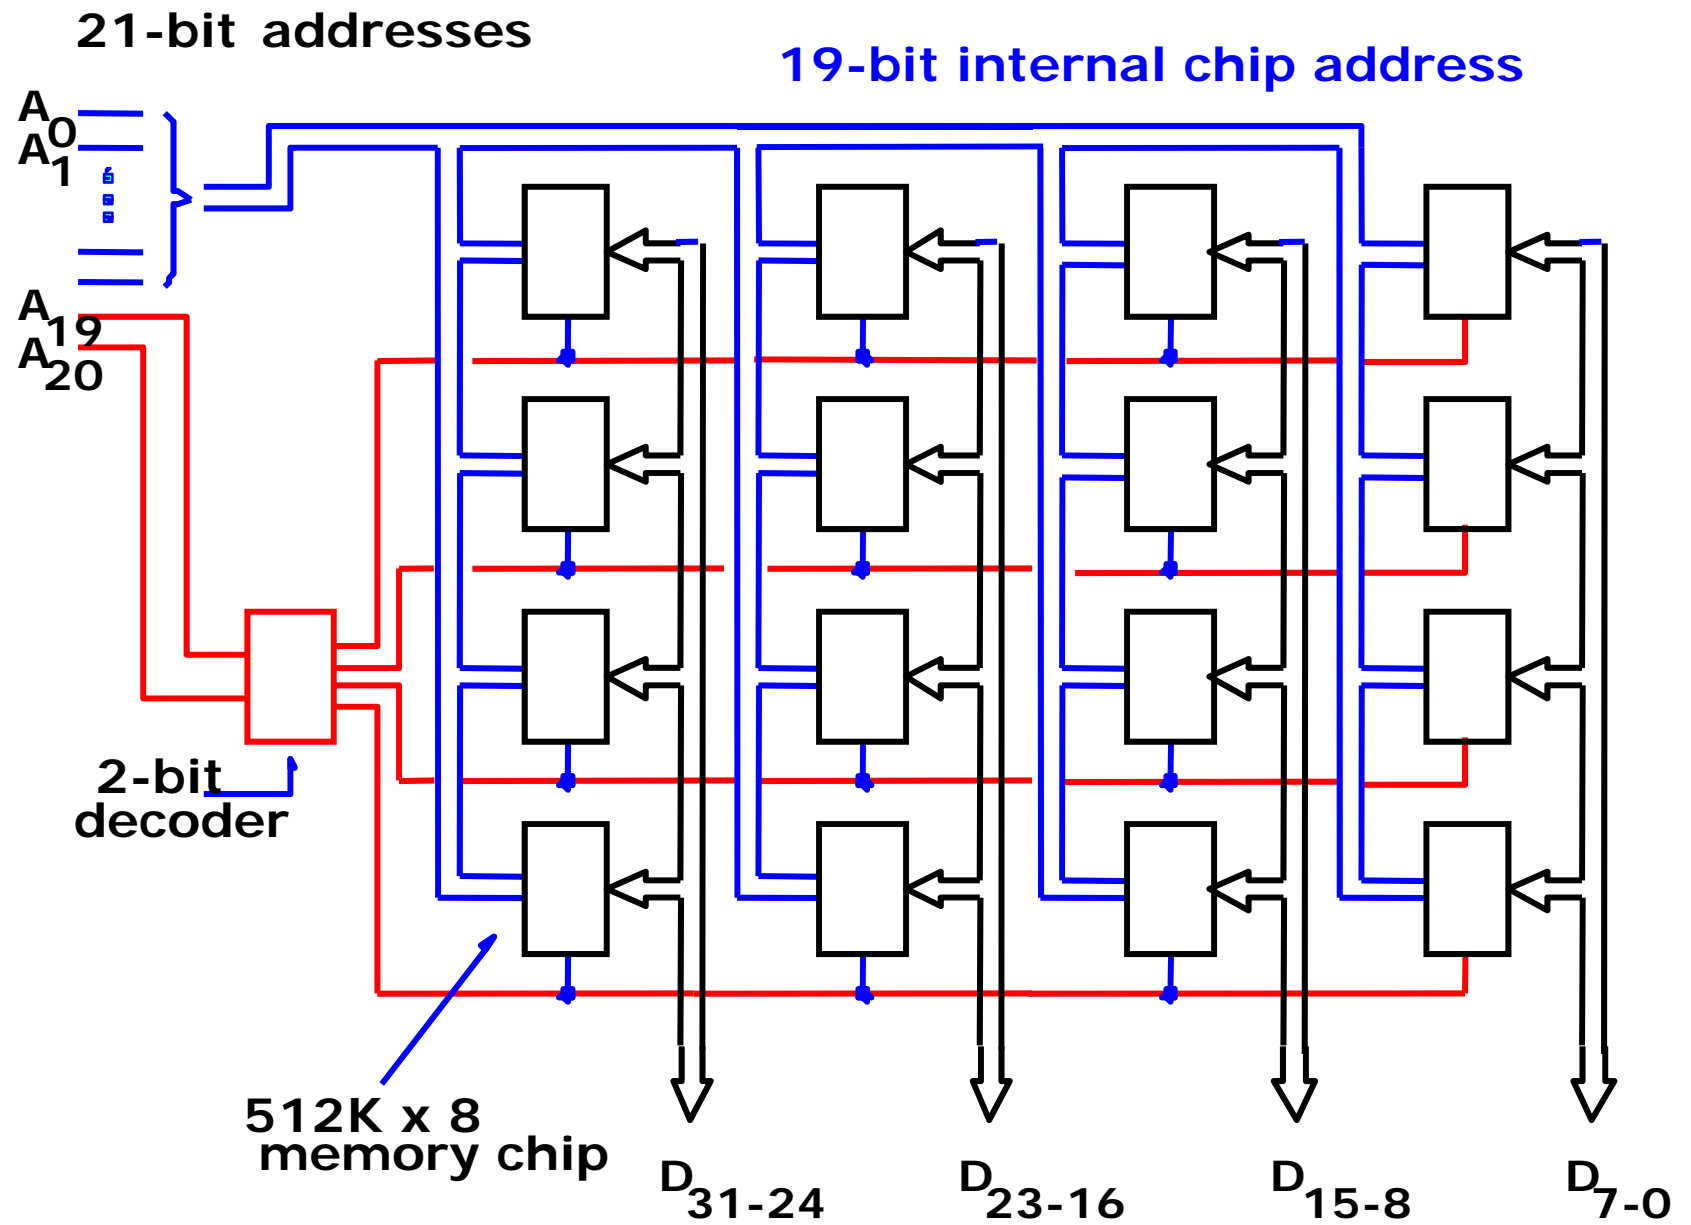 21-bit addresses
19-bit internal chip address
A0
A1
A19
A20
2-bit
decoder
512K x 8
memory chip
D31-24
D23-16
D15-8
D7-0